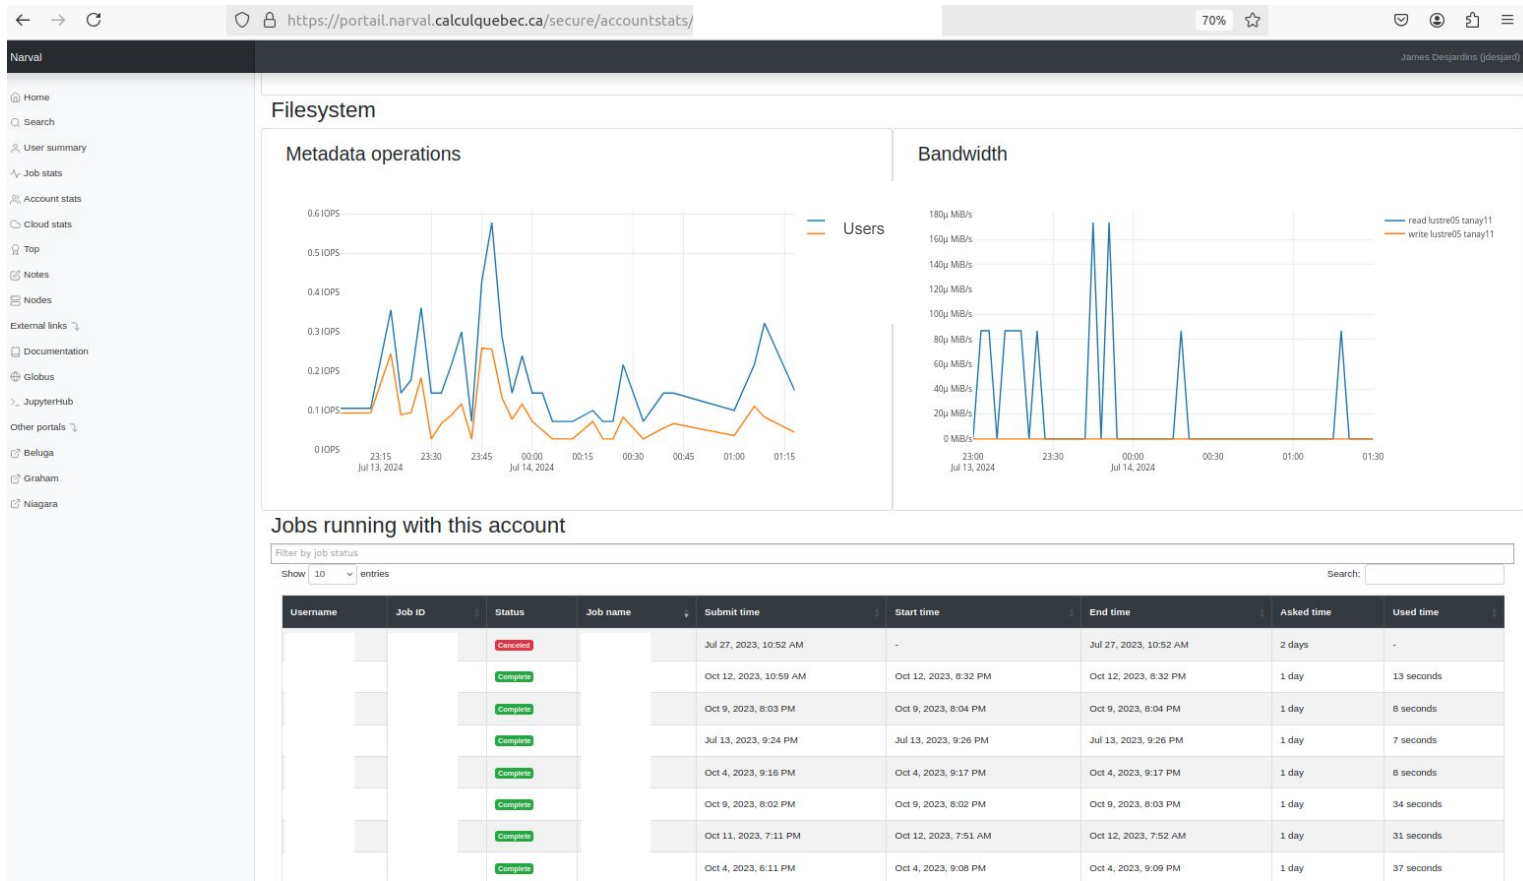 https://portail.narval.calculquebec.ca/secure/accountstats/
70%
Narval
James Desjardins (jdesjard)
Home
Search
User summary
Job stats
Account stats
Cloud stats
Top
Notes
Nodes
External links
Documentation
Globus
JupyterHub
Other portals
Beluga
Graham
Niagara
Filesystem
Metadata operations
0.6 IOPS
0.5 IOPS
0.4 IOPS
0.3 IOPS
0.2 IOPS
0.1 IOPS
0 IOPS
23:15 23:30 23:45 00:00 00:15 00:30 00:45 01:00 01:15
Jul 13, 2024 Jul 14, 2024
Users
Bandwidth
180µ MiB/s
160µ MiB/s
140µ MiB/s
120µ MiB/s
100µ MiB/s
80µ MiB/s
60µ MiB/s
40µ MiB/s
20µ MiB/s
0 MiB/s
23:00 23:30 00:00 00:30 01:00 01:30
Jul 13, 2024 Jul 14, 2024
read lustre05 tanay11
write lustre05 tanay11
Jobs running with this account
Filter by job status
Show 10 entries
Search:
Username Job ID Status Job name Submit time Start time End time Asked time Used time
Canceled Jul 27, 2023, 10:52 AM - Jul 27, 2023, 10:52 AM 2 days -
Complete Oct 12, 2023, 10:59 AM Oct 12, 2023, 8:32 PM Oct 12, 2023, 8:32 PM 1 day 13 seconds
Complete Oct 9, 2023, 8:03 PM Oct 9, 2023, 8:04 PM Oct 9, 2023, 8:04 PM 1 day 8 seconds
Complete Jul 13, 2023, 9:24 PM Jul 13, 2023, 9:26 PM Jul 13, 2023, 9:26 PM 1 day 7 seconds
Complete Oct 4, 2023, 9:16 PM Oct 4, 2023, 9:17 PM Oct 4, 2023, 9:17 PM 1 day 8 seconds
Complete Oct 9, 2023, 8:02 PM Oct 9, 2023, 8:02 PM Oct 9, 2023, 8:03 PM 1 day 34 seconds
Complete Oct 11, 2023, 7:11 PM Oct 12, 2023, 7:51 AM Oct 12, 2023, 7:52 AM 1 day 31 seconds
Complete Oct 4, 2023, 6:11 PM Oct 4, 2023, 9:08 PM Oct 4, 2023, 9:09 PM 1 day 37 seconds